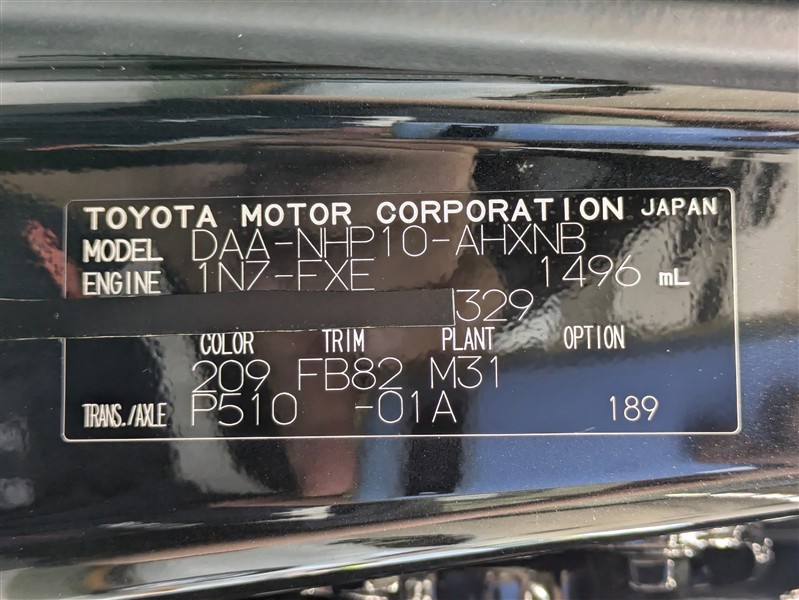 TOYOTA MOTOR CORPORATION JAPAN
MODEL DAA-NHP10-AHXNB
ENGINE 1NZ-FXE 1496 mL
329
COLOR TRIM PLANT OPTION
209 FB82 M31
TRANS./AXLE P510 -01A 189